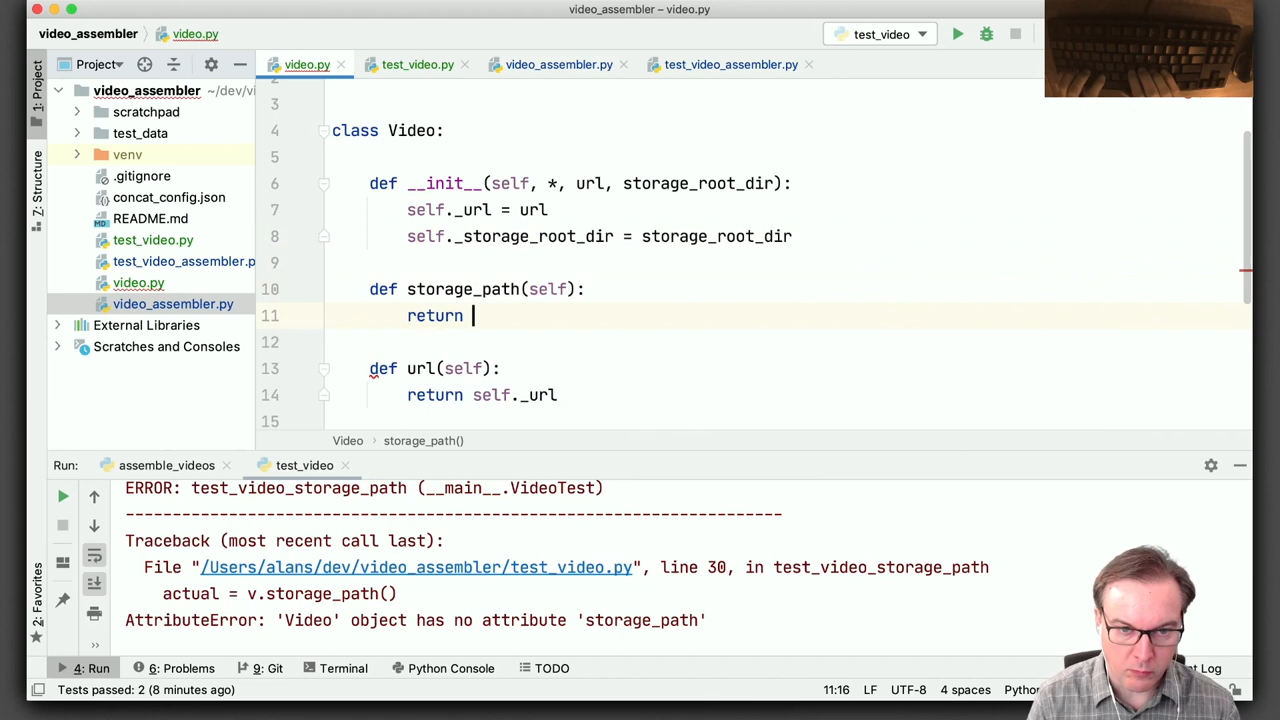 video_assembler – video.py
video_assembler
video.py
test_video
Project
video.py
test_video.py
video_assembler.py
test_video_assembler.py
1: Project
Z: Structure
2: Favorites
video_assembler ~/dev/vi
scratchpad
test_data
venv
.gitignore
concat_config.json
README.md
test_video.py
test_video_assembler.p
video.py
video_assembler.py
External Libraries
Scratches and Consoles
3
4 class Video:
5
6 def __init__(self, *, url, storage_root_dir):
7 self._url = url
8 self._storage_root_dir = storage_root_dir
9
10 def storage_path(self):
11 return
12
13 def url(self):
14 return self._url
15
Video › storage_path()
Run: assemble_videos test_video
ERROR: test_video_storage_path (__main__.VideoTest)
----------------------------------------------------------------------
Traceback (most recent call last):
File "/Users/alans/dev/video_assembler/test_video.py", line 30, in test_video_storage_path
actual = v.storage_path()
AttributeError: 'Video' object has no attribute 'storage_path'
4: Run 6: Problems 9: Git Terminal Python Console TODO
nt Log
Tests passed: 2 (8 minutes ago)
11:16 LF UTF-8 4 spaces Pytho